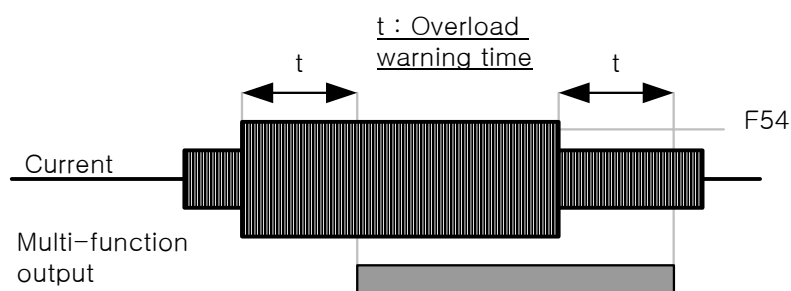 t : Overload
warning time
t
t
F54
Current
Multi-function
output